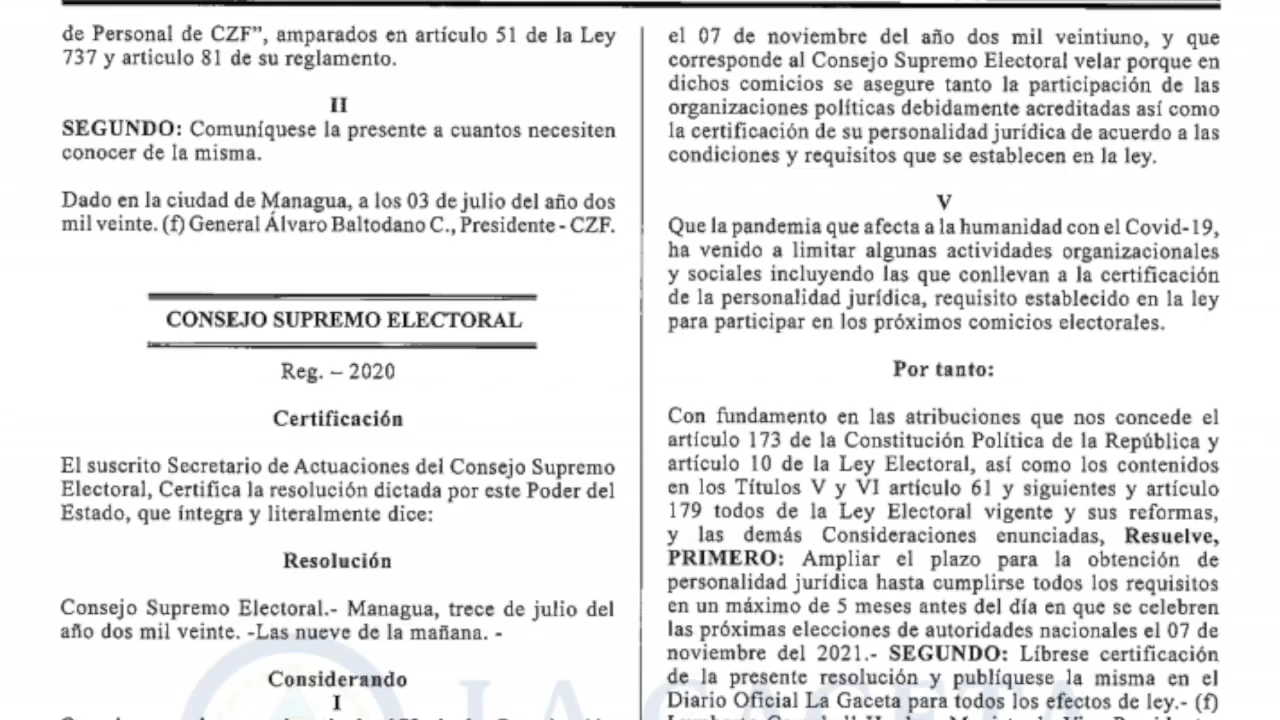 de Personal de CZF”, amparados en artículo 51 de la Ley
737 y articulo 81 de su reglamento.
II
SEGUNDO: Comuníquese la presente a cuantos necesiten
conocer de la misma.
Dado en la ciudad de Managua, a los 03 de julio del año dos
mil veinte. (f) General Álvaro Baltodano C., Presidente - CZF.
CONSEJO SUPREMO ELECTORAL
Reg. – 2020
Certificación
El suscrito Secretario de Actuaciones del Consejo Supremo
Electoral, Certifica la resolución dictada por este Poder del
Estado, que íntegra y literalmente dice:
Resolución
Consejo Supremo Electoral.- Managua, trece de julio del
año dos mil veinte. -Las nueve de la mañana. -
Considerando
I
el 07 de noviembre del año dos mil veintiuno, y que
corresponde al Consejo Supremo Electoral velar porque en
dichos comicios se asegure tanto la participación de las
organizaciones políticas debidamente acreditadas así como
la certificación de su personalidad jurídica de acuerdo a las
condiciones y requisitos que se establecen en la ley.
V
Que la pandemia que afecta a la humanidad con el Covid-19,
ha venido a limitar algunas actividades organizacionales
y sociales incluyendo las que conllevan a la certificación
de la personalidad jurídica, requisito establecido en la ley
para participar en los próximos comicios electorales.
Por tanto:
Con fundamento en las atribuciones que nos concede el
artículo 173 de la Constitución Política de la República y
artículo 10 de la Ley Electoral, así como los contenidos
en los Títulos V y VI artículo 61 y siguientes y artículo
179 todos de la Ley Electoral vigente y sus reformas,
y las demás Consideraciones enunciadas, Resuelve,
PRIMERO: Ampliar el plazo para la obtención de
personalidad jurídica hasta cumplirse todos los requisitos
en un máximo de 5 meses antes del día en que se celebren
las próximas elecciones de autoridades nacionales el 07 de
noviembre del 2021.- SEGUNDO: Líbrese certificación
de la presente resolución y publíquese la misma en el
Diario Oficial La Gaceta para todos los efectos de ley.- (f)
LA GACETA